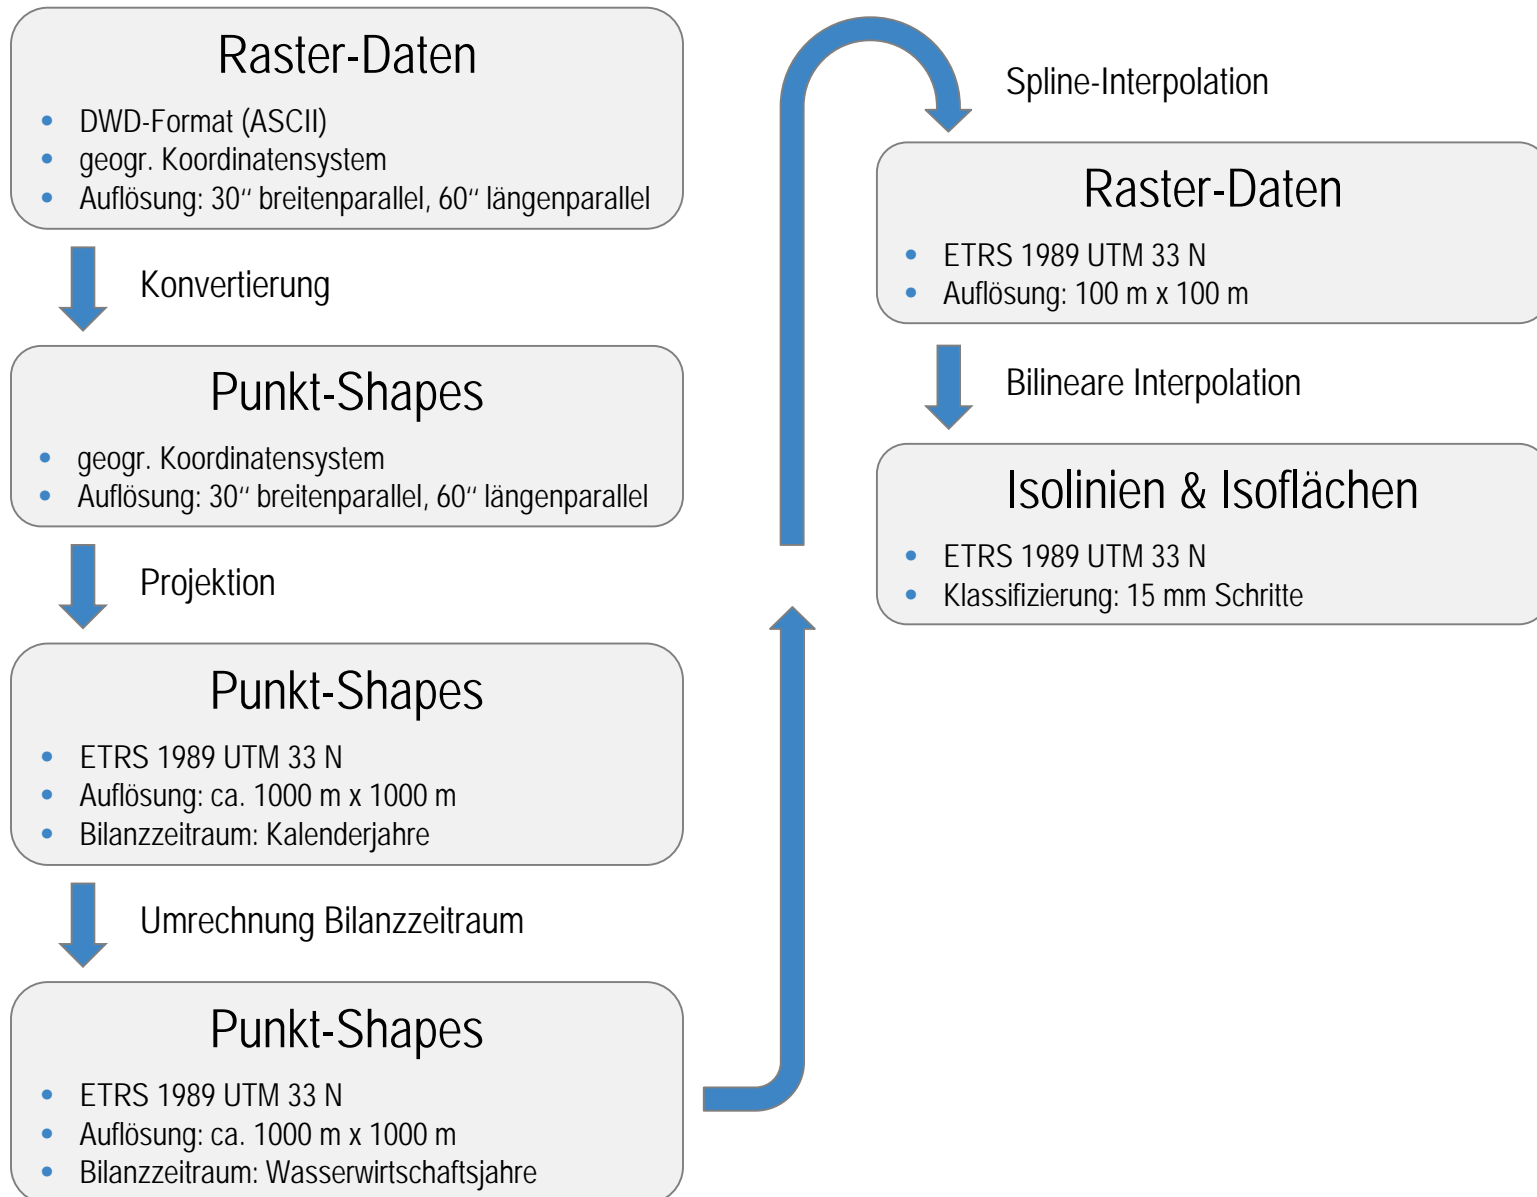 Raster-Daten
• DWD-Format (ASCII)
• geogr. Koordinatensystem
• Auflösung: 30“ breitenparallel, 60“ längenparallel
Konvertierung
Punkt-Shapes
• geogr. Koordinatensystem
• Auflösung: 30“ breitenparallel, 60“ längenparallel
Projektion
Punkt-Shapes
• ETRS 1989 UTM 33 N
• Auflösung: ca. 1000 m x 1000 m
• Bilanzzeitraum: Kalenderjahre
Umrechnung Bilanzzeitraum
Punkt-Shapes
• ETRS 1989 UTM 33 N
• Auflösung: ca. 1000 m x 1000 m
• Bilanzzeitraum: Wasserwirtschaftsjahre
Spline-Interpolation
Raster-Daten
• ETRS 1989 UTM 33 N
• Auflösung: 100 m x 100 m
Bilineare Interpolation
Isolinien & Isoflächen
• ETRS 1989 UTM 33 N
• Klassifizierung: 15 mm Schritte